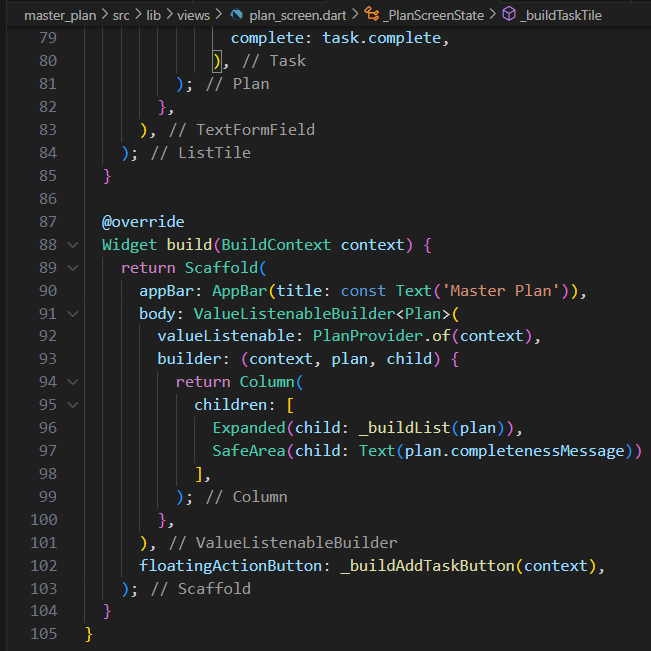 master_plan > src > lib > views > plan_screen.dart > _PlanScreenState > _buildTaskTile
79 complete: task.complete,
80 ), // Task
81 ); // Plan
82 },
83 ), // TextFormField
84 ); // ListTile
85 }
86
87 @override
88 Widget build(BuildContext context) {
89 return Scaffold(
90 appBar: AppBar(title: const Text('Master Plan')),
91 body: ValueListenableBuilder<Plan>(
92 valueListenable: PlanProvider.of(context),
93 builder: (context, plan, child) {
94 return Column(
95 children: [
96 Expanded(child: _buildList(plan)),
97 SafeArea(child: Text(plan.completenessMessage))
98 ],
99 ); // Column
100 },
101 ), // ValueListenableBuilder
102 floatingActionButton: _buildAddTaskButton(context),
103 ); // Scaffold
104 }
105 }